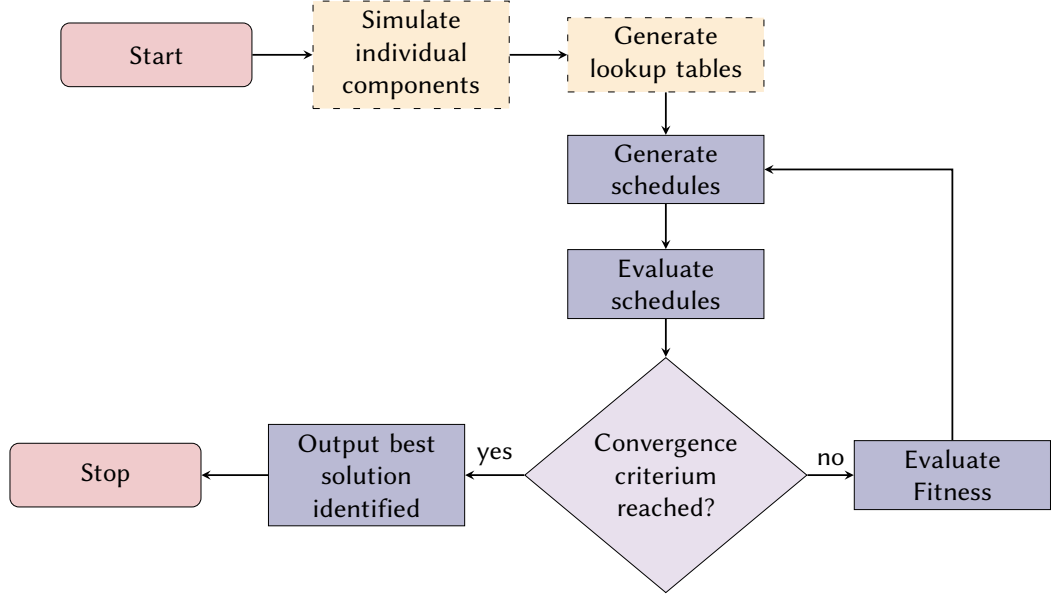 Start
Simulate
individual
components
Generate
lookup tables
Generate
schedules
Evaluate
schedules
Convergence
criterium
reached?
yes
no
Output best
solution
identified
Stop
Evaluate
Fitness